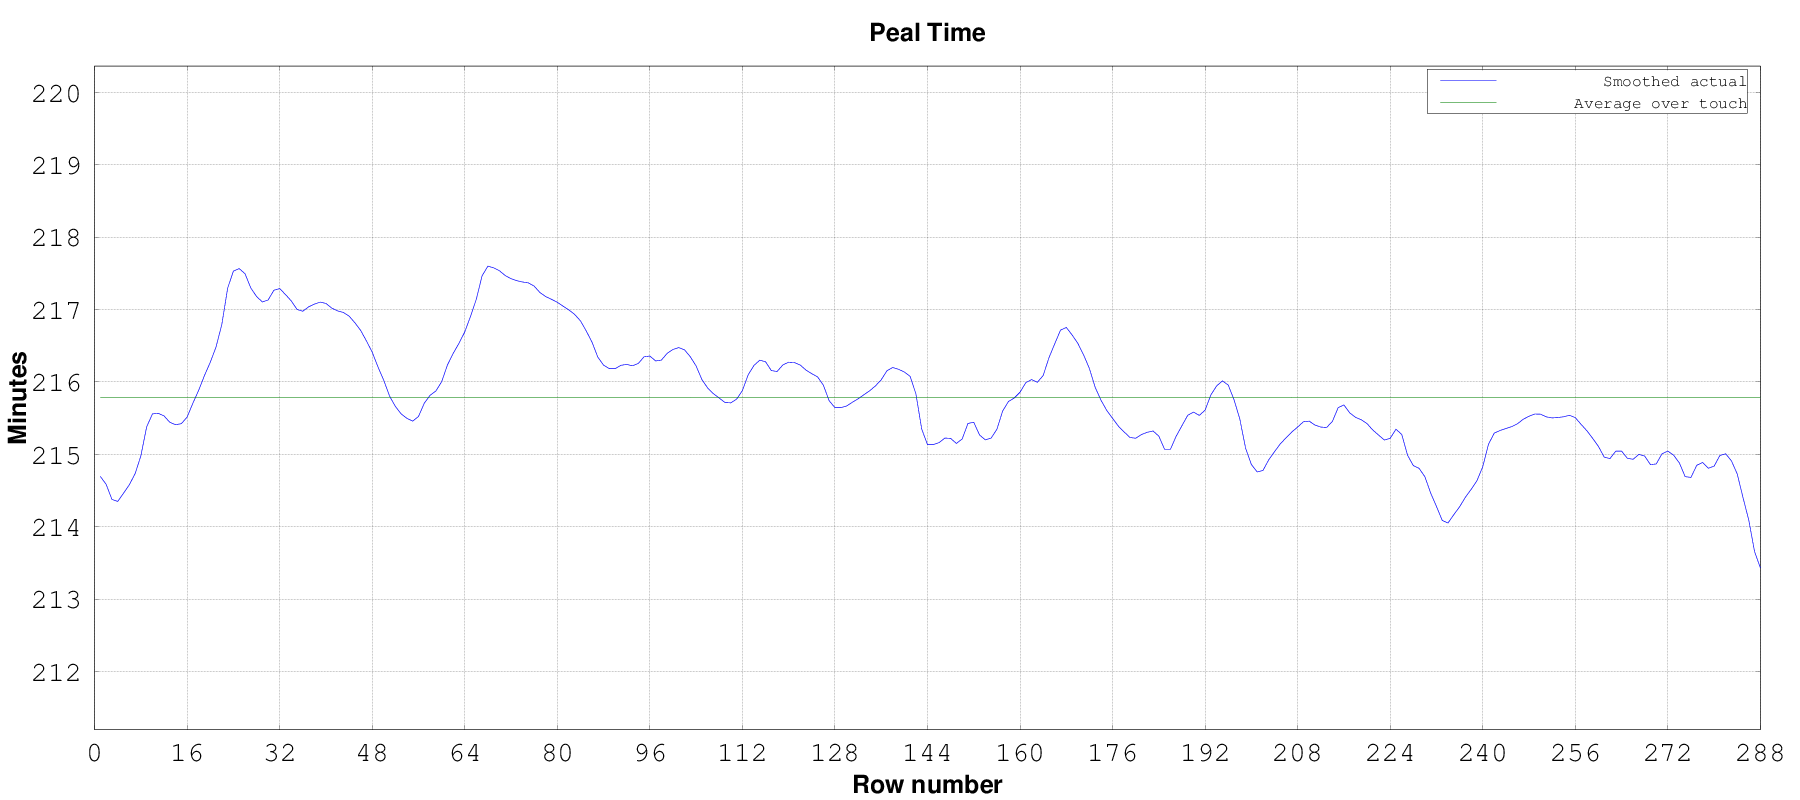 Peal Time
Smoothed actual
Average over touch
220
219
218
217
216
215
214
213
212
Minutes
0 16 32 48 64 80 96 112 128 144 160 176 192 208 224 240 256 272 288
Row number